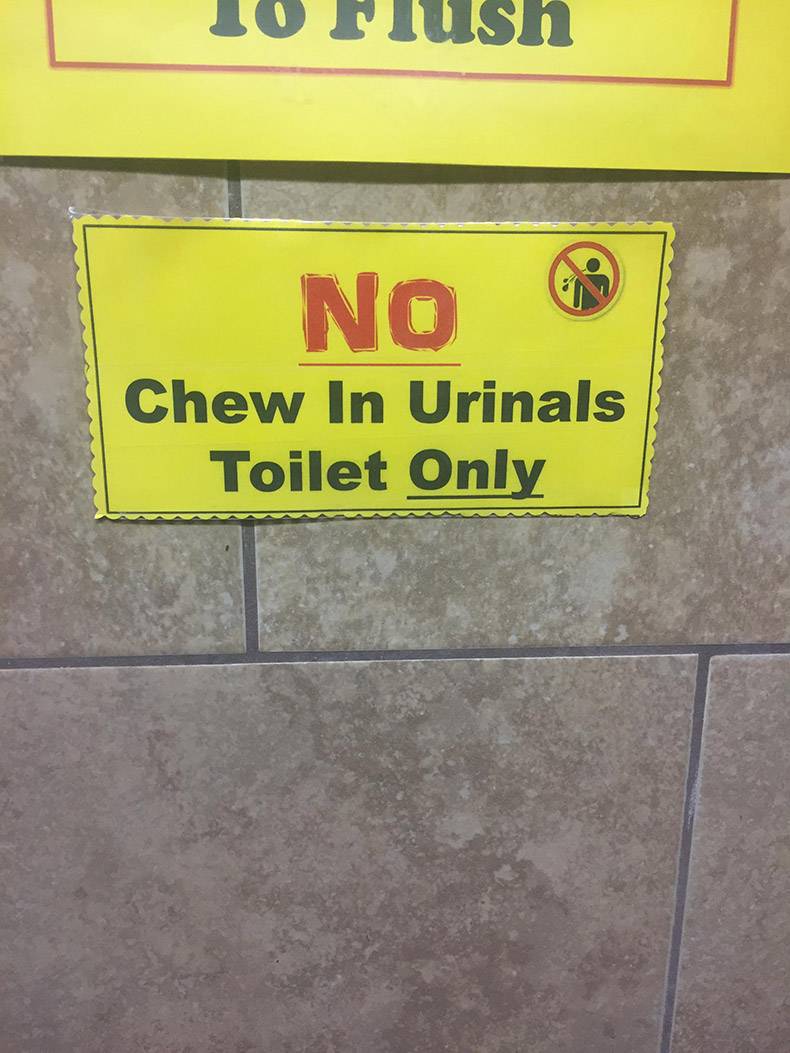 To Flush
NO
Chew In Urinals
Toilet Only